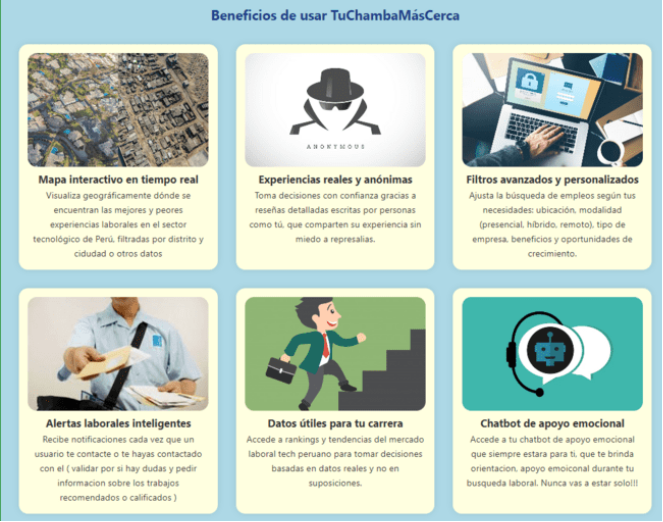 Beneficios de usar TuChambaMásCerca
ANONYMOUS
Mapa interactivo en tiempo real
Visualiza geográficamente dónde se
encuentran las mejores y peores
experiencias laborales en el sector
tecnológico de Perú, filtradas por distrito y
cidudad o otros datos
Experiencias reales y anónimas
Toma decisiones con confianza gracias a
reseñas detalladas escritas por personas
como tú, que comparten su experiencia sin
miedo a represalias.
Filtros avanzados y personalizados
Ajusta la búsqueda de empleos según tus
necesidades: ubicación, modalidad
(presencial, híbrido, remoto), tipo de
empresa, beneficios y oportunidades de
crecimiento.
Alertas laborales inteligentes
Recibe notificaciones cada vez que un
usuario te contacte o te hayas contactado
con el ( validar por si hay dudas y pedir
informacion sobre los trabajos
recomendados o calificados )
Datos útiles para tu carrera
Accede a rankings y tendencias del mercado
laboral tech peruano para tomar decisiones
basadas en datos reales y no en
suposiciones.
Chatbot de apoyo emocional
Accede a tu chatbot de apoyo emocional
que siempre estara para ti, que te brinda
orientacion, apoyo emoiconal durante tu
busqueda laboral. Nunca vas a estar solo!!!